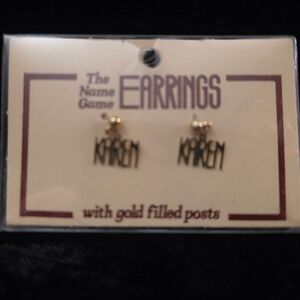 The
Name
Game
EARRINGS
KAREN KAREN
with gold filled posts